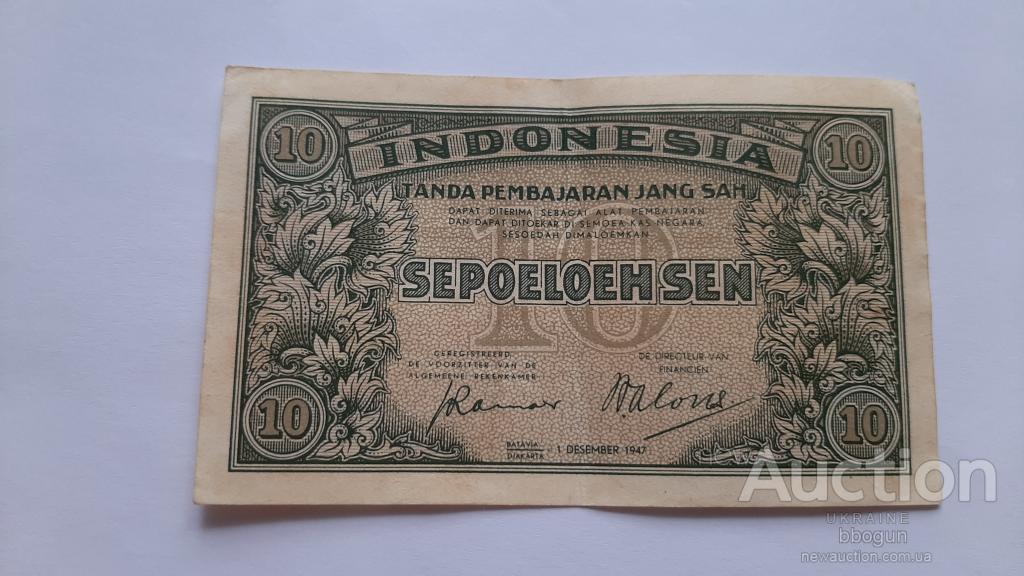 10 INDONESIA 10
TANDA PEMBAJARAN JANG SAH
DAPAT DITERIMA SEBAGAI ALAT PEMBAJARAN
DAN DAPAT DITOEKAR DI SEMOEA KAS NEGARA,
SESOEDAH DIMALOEMKAN
10
SEPOELOEH SEN
GEREGISTREERD
DE VOORZITTER VAN DE
ALGEMEENE REKENKAMER
DE DIRECTEUR VAN
FINANCIEN
10 10
BATAVIA
DJAKARTA
1 DESEMBER 1947
Auction
UKRAINE
bbogun
newauction.com.ua